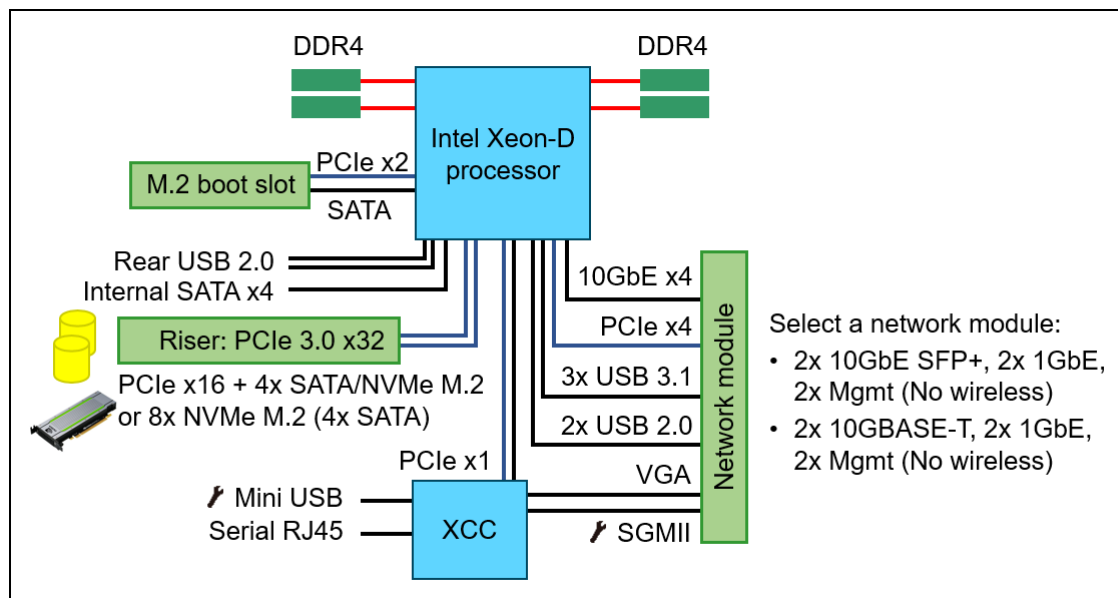 DDR4
DDR4
Intel Xeon-D
processor
PCIe x2
M.2 boot slot
SATA
Rear USB 2.0
Internal SATA x4
Riser: PCIe 3.0 x32
PCIe x16 + 4x SATA/NVMe M.2
or 8x NVMe M.2 (4x SATA)
10GbE x4
PCIe x4
3x USB 3.1
2x USB 2.0
VGA
SGMII
Network module
PCIe x1
Mini USB
Serial RJ45
XCC
Select a network module:
• 2x 10GbE SFP+, 2x 1GbE,
2x Mgmt (No wireless)
• 2x 10GBASE-T, 2x 1GbE,
2x Mgmt (No wireless)